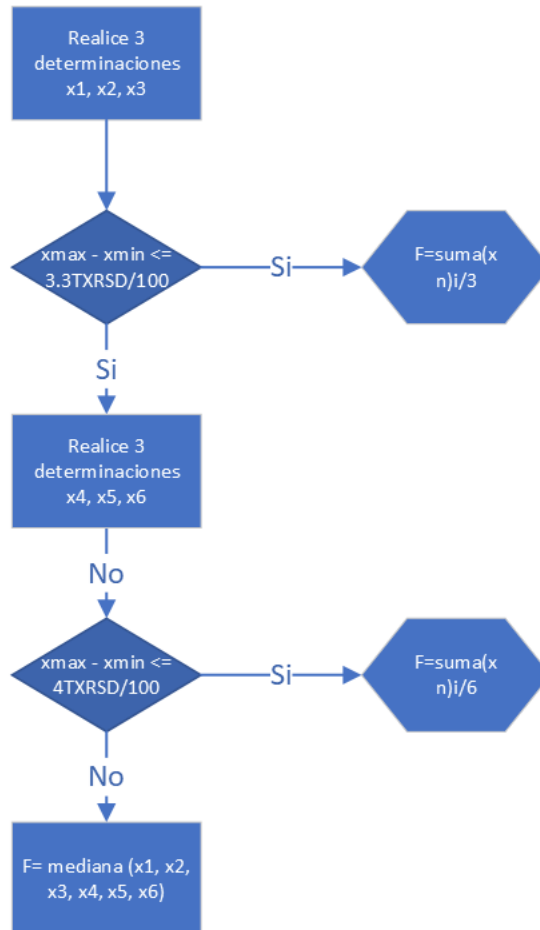 Realice 3
determinaciones
x1, x2, x3
xmax - xmin <=
3.3TXRSD/100
Si
F=suma(x
n)i/3
Si
Realice 3
determinaciones
x4, x5, x6
No
xmax - xmin <=
4TXRSD/100
Si
F=suma(x
n)i/6
No
F= mediana (x1, x2,
x3, x4, x5, x6)